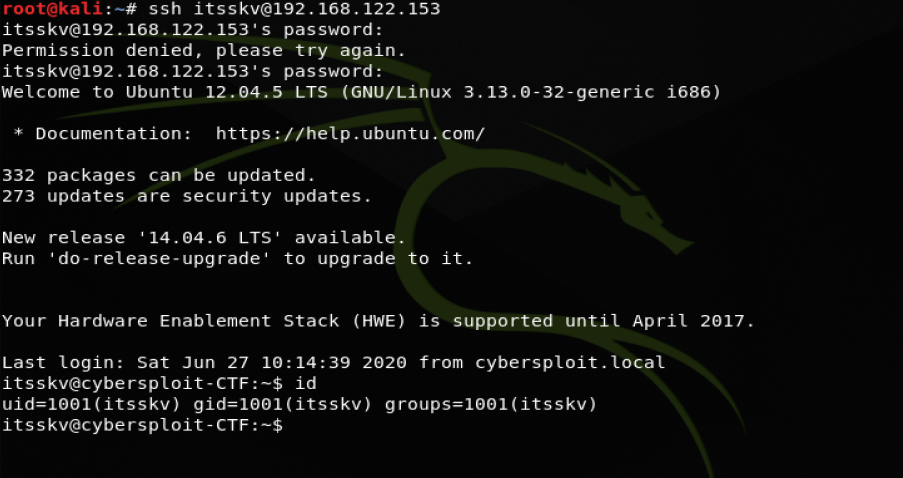 root@kali:~# ssh itsskv@192.168.122.153
itsskv@192.168.122.153's password:
Permission denied, please try again.
itsskv@192.168.122.153's password:
Welcome to Ubuntu 12.04.5 LTS (GNU/Linux 3.13.0-32-generic i686)
* Documentation:  https://help.ubuntu.com/
332 packages can be updated.
273 updates are security updates.
New release '14.04.6 LTS' available.
Run 'do-release-upgrade' to upgrade to it.
Your Hardware Enablement Stack (HWE) is supported until April 2017.
Last login: Sat Jun 27 10:14:39 2020 from cybersploit.local
itsskv@cybersploit-CTF:~$ id
uid=1001(itsskv) gid=1001(itsskv) groups=1001(itsskv)
itsskv@cybersploit-CTF:~$